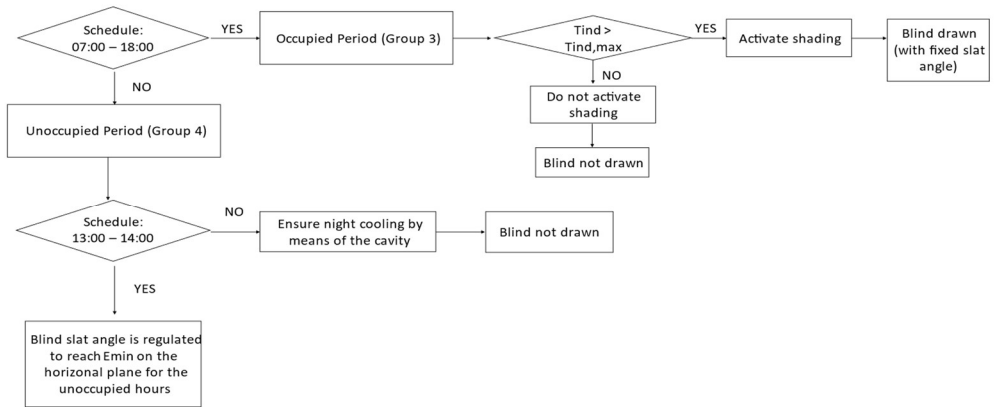 Schedule:
07:00 – 18:00
YES
Occupied Period (Group 3)
Tind >
Tind,max
YES
Activate shading
Blind drawn
(with fixed slat
angle)
NO
NO
Do not activate
shading
Unoccupied Period (Group 4)
Blind not drawn
Schedule:
13:00 – 14:00
NO
Ensure night cooling by
means of the cavity
Blind not drawn
YES
Blind slat angle is regulated
to reach Emin on the
horizonal plane for the
unoccupied hours